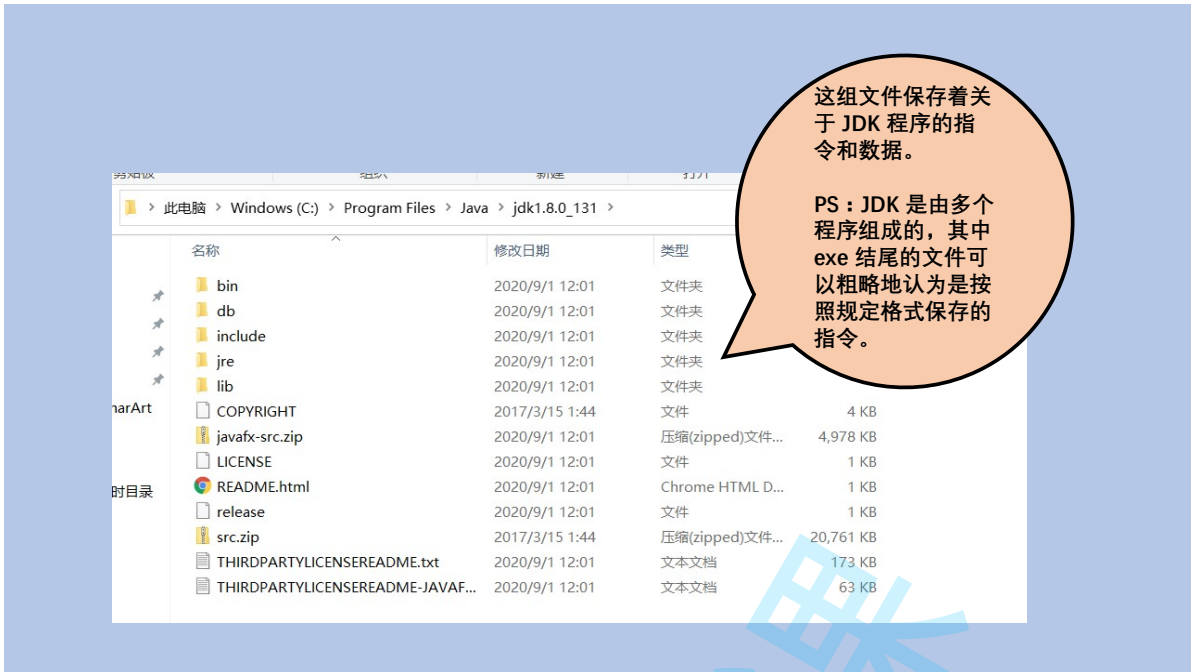 这组文件保存着关
于 JDK 程序的指
令和数据。
PS：JDK 是由多个
程序组成的，其中
exe 结尾的文件可
以粗略地认为是按
照规定格式保存的
指令。
剪贴板 组织 新建 打开
此电脑 > Windows (C:) > Program Files > Java > jdk1.8.0_131 >
名称 修改日期 类型
bin 2020/9/1 12:01 文件夹
db 2020/9/1 12:01 文件夹
include 2020/9/1 12:01 文件夹
jre 2020/9/1 12:01 文件夹
lib 2020/9/1 12:01 文件夹
narArt COPYRIGHT 2017/3/15 1:44 文件 4 KB
javafx-src.zip 2020/9/1 12:01 压缩(zipped)文件... 4,978 KB
LICENSE 2020/9/1 12:01 文件 1 KB
时目录 README.html 2020/9/1 12:01 Chrome HTML D... 1 KB
release 2020/9/1 12:01 文件 1 KB
src.zip 2017/3/15 1:44 压缩(zipped)文件... 20,761 KB
THIRDPARTYLICENSEREADME.txt 2020/9/1 12:01 文本文档 173 KB
THIRDPARTYLICENSEREADME-JAVAF... 2020/9/1 12:01 文本文档 63 KB